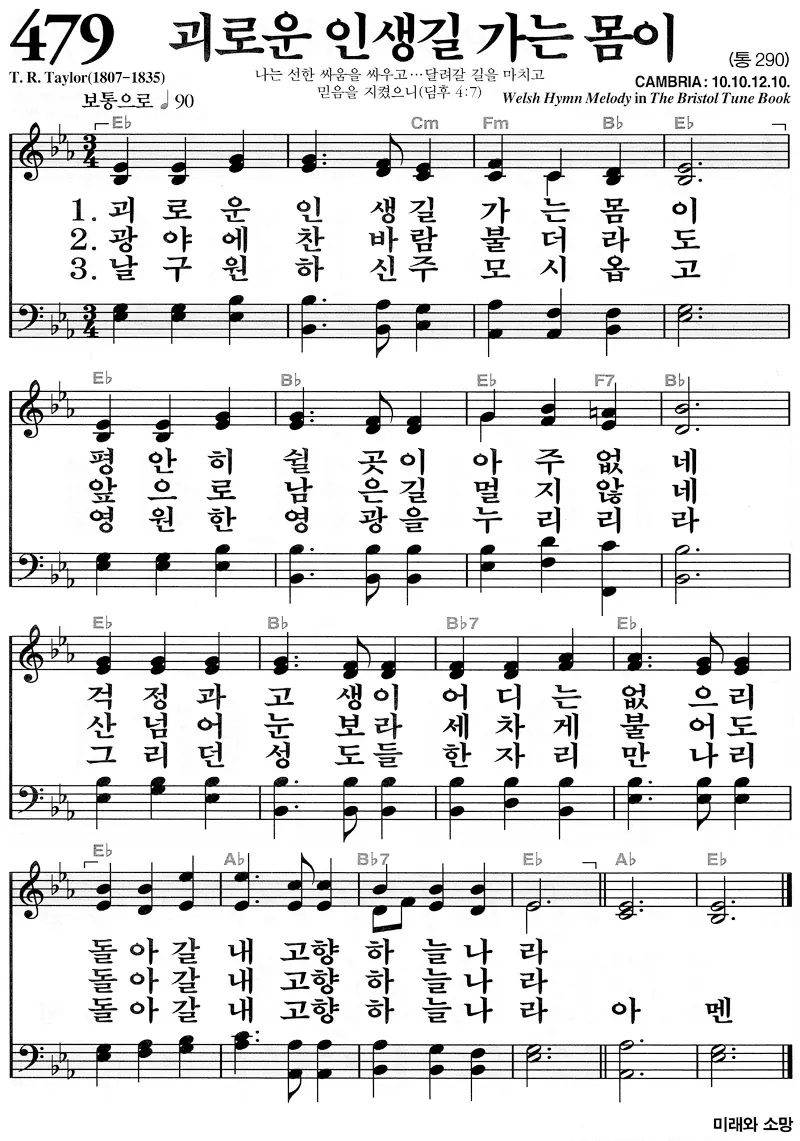 479 괴로운 인생길 가는 몸이
(통 290)
T. R. Taylor(1807-1835)
나는 선한 싸움을 싸우고…달려갈 길을 마치고
믿음을 지켰으니(딤후 4:7)
CAMBRIA : 10.10.12.10.
Welsh Hymn Melody in The Bristol Tune Book
보통으로 ♩90
E♭ Cm Fm B♭ E♭
3/4
1. 괴 로 운 인 생 길 가 는 몸 이
2. 광 야 에 찬 바 람 불 더 라 도
3. 날 구 원 하 신 주 모 시 옵 고
3/4
E♭ B♭ E♭ F7 B♭
평 안 히 쉴 곳 이 아 주 없 네
앞 으 로 남 은 길 멀 지 않 네
영 원 한 영 광 을 누 리 리 라
E♭ B♭ B♭7 E♭
걱 정 과 고 생 이 어 디 는 없 으 리
산 넘 어 눈 보 라 세 차 게 불 어 도
그 리 던 성 도 들 한 자 리 만 나 리
E♭ A♭ B♭7 E♭ A♭ E♭
돌 아 갈 내 고 향 하 늘 나 라
돌 아 갈 내 고 향 하 늘 나 라
돌 아 갈 내 고 향 하 늘 나 라 아 멘
미래와 소망